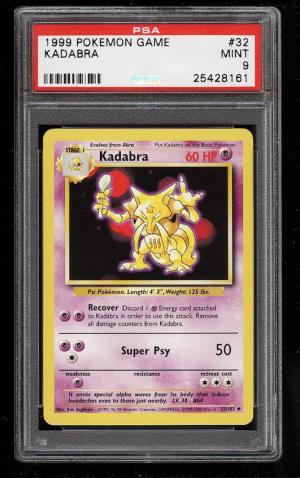 PSA
1999 POKEMON GAME #32
KADABRA MINT
9
25428161
Evolves from Abra Put Kadabra on the Basic Pokémon
STAGE 1
Kadabra 60 HP
Psi Pokémon. Length: 4' 3", Weight: 125 lbs.
Recover Discard 1 Energy card attached
to Kadabra in order to use this attack. Remove
all damage counters from Kadabra.
Super Psy 50
weakness resistance retreat cost
It emits special alpha waves from its body that induce
headaches even to those just nearby. LV. 38 #64
Illus. Ken Sugimori 32/102